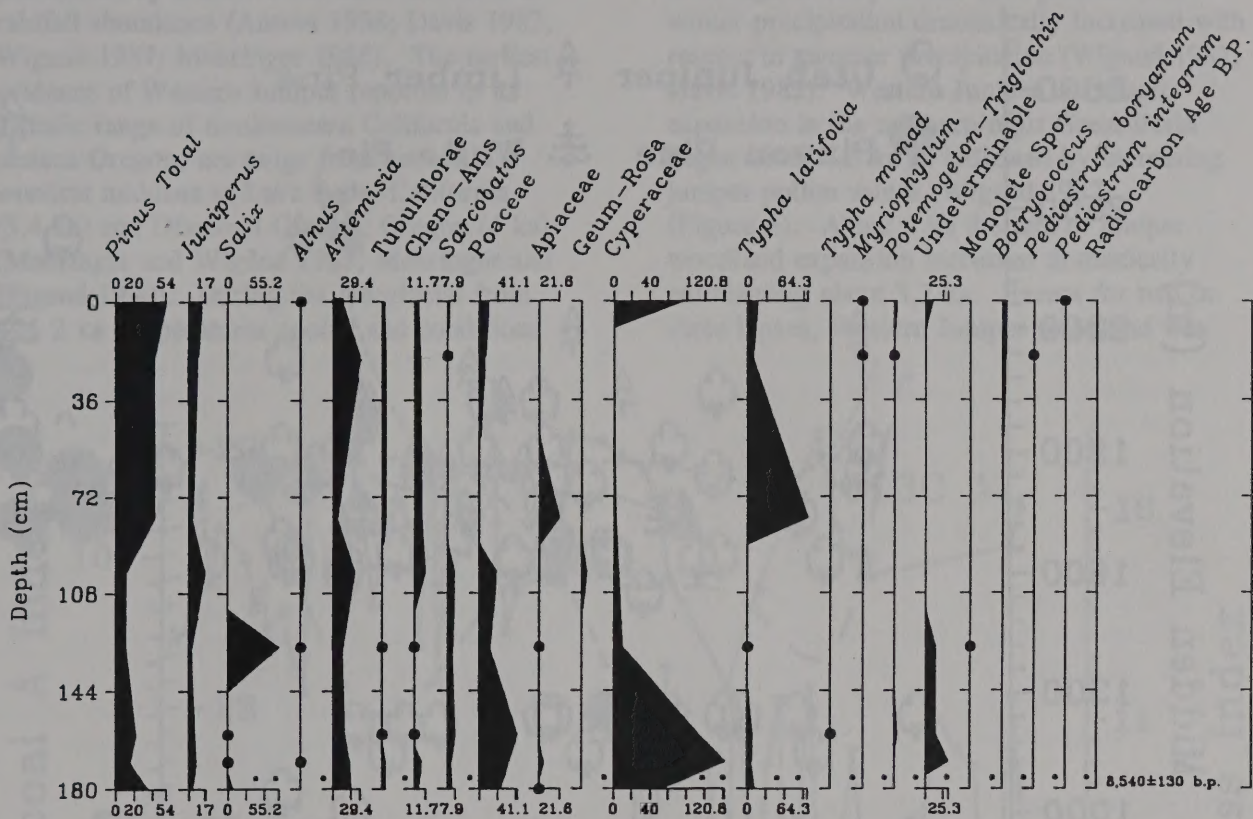 Pinus Total
Juniperus
Salix
Alnus
Artemisia
Tubuliflorae
Cheno-Ams
Sarcobatus
Poaceae
Apiaceae
Geum-Rosa
Cyperaceae
Typha latifolia
Typha monad
Myriophyllum
Potemogeton-Triglochin
Undeterminable
Monolete Spore
Botryococcus
Pediastrum boryanum
Pediastrum integrum
Radiocarbon Age B.P.
0 20 54 17 0 55.2 29.4 11.7 7.9 41.1 21.6 0 40 120.8 0 64.3 25.3
Depth (cm)
0
36
72
108
144
180
8,540±130 b.p.
0 20 54 17 0 55.2 29.4 11.7 7.9 41.1 21.6 0 40 120.8 0 64.3 25.3